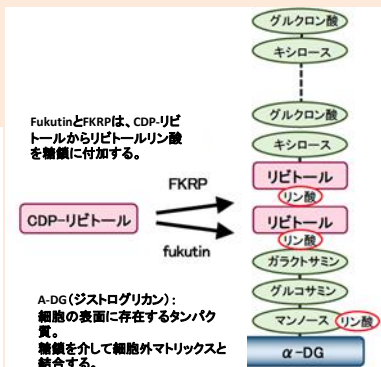 グルクロン酸
キシロース
グルクロン酸
キシロース
FukutinとFKRPは、CDP-リビ
トールからリビトールリン酸
を糖鎖に付加する。
FKRP
CDP-リビトール
fukutin
リビトール
リン酸
リビトール
リン酸
ガラクトサミン
グルコサミン
マンノース
リン酸
α-DG
A-DG(ジストログリカン):
細胞の表面に存在するタンパク
質。
糖鎖を介して細胞外マトリックスと
結合する。